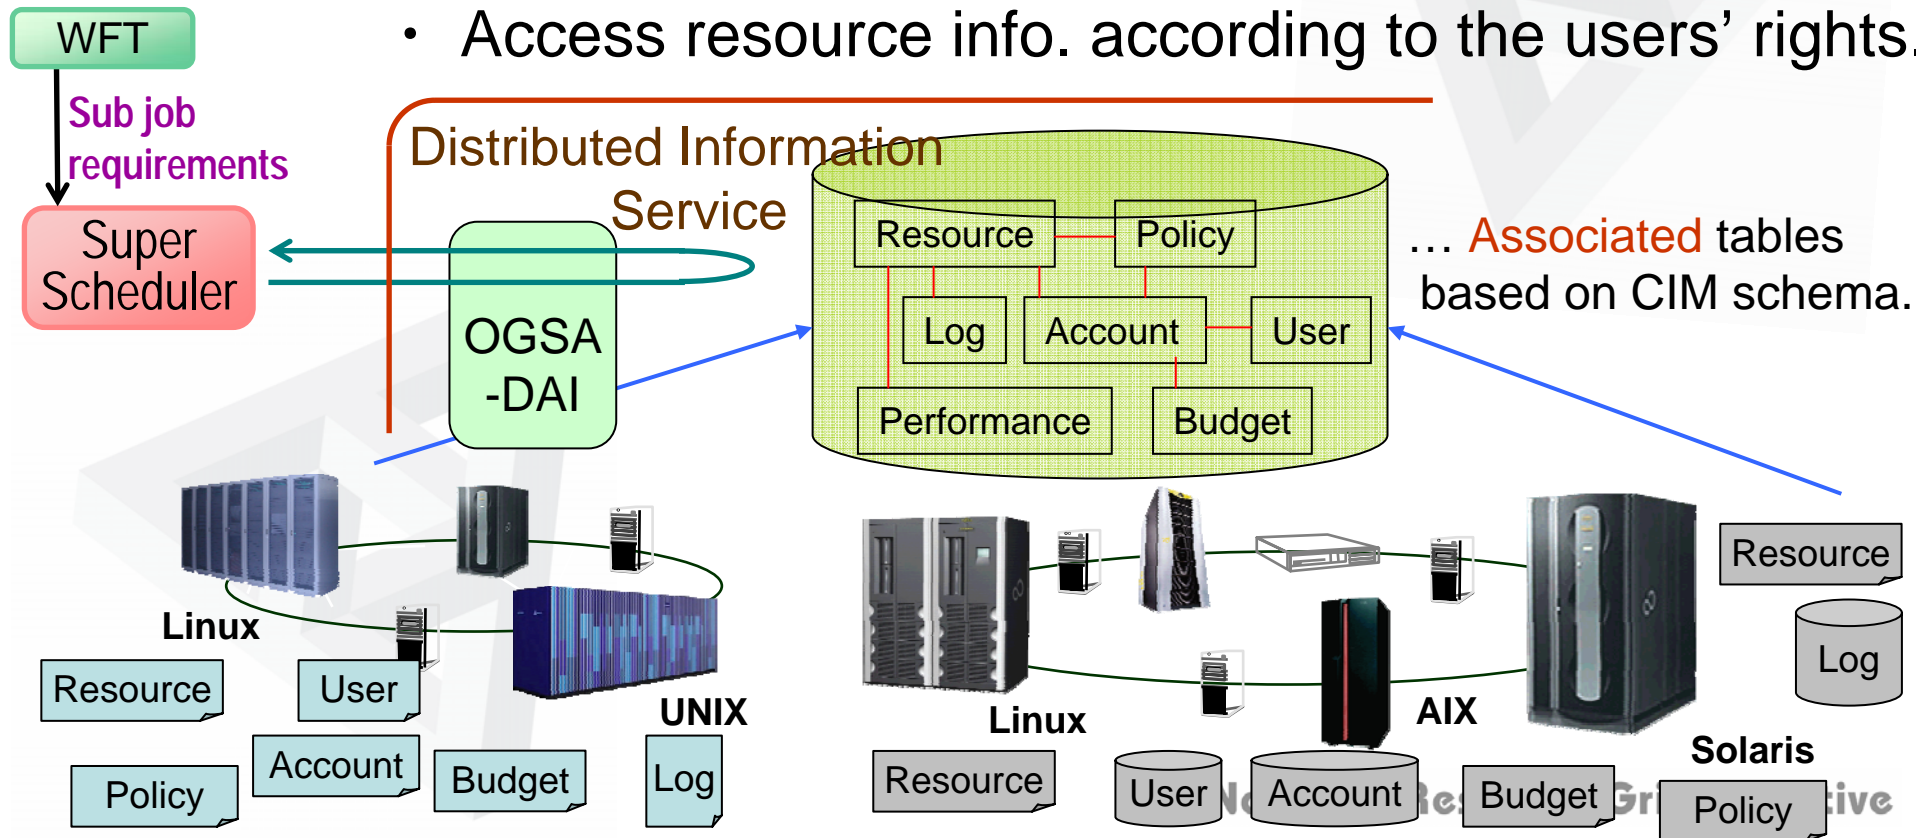 WFT
・ Access resource info. according to the users’ rights.
Sub job
requirements
Distributed Information
Service
Super
Scheduler
OGSA
-DAI
Resource
Policy
Log
Account
User
Performance
Budget
… Associated tables
based on CIM schema.
Linux
UNIX
Resource
User
Policy
Account
Budget
Log
Linux
AIX
Solaris
Resource
Log
Resource
User
Account
Budget
Policy